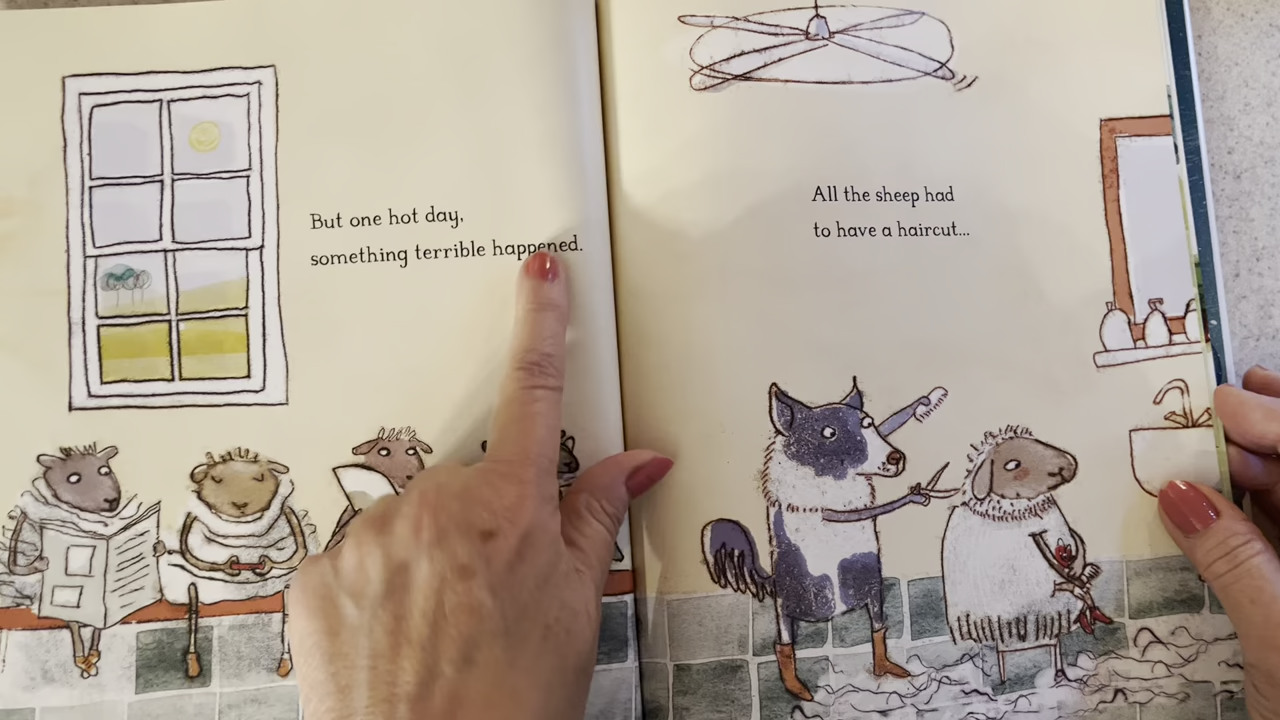 But one hot day,
something terrible happened.
All the sheep had
to have a haircut...